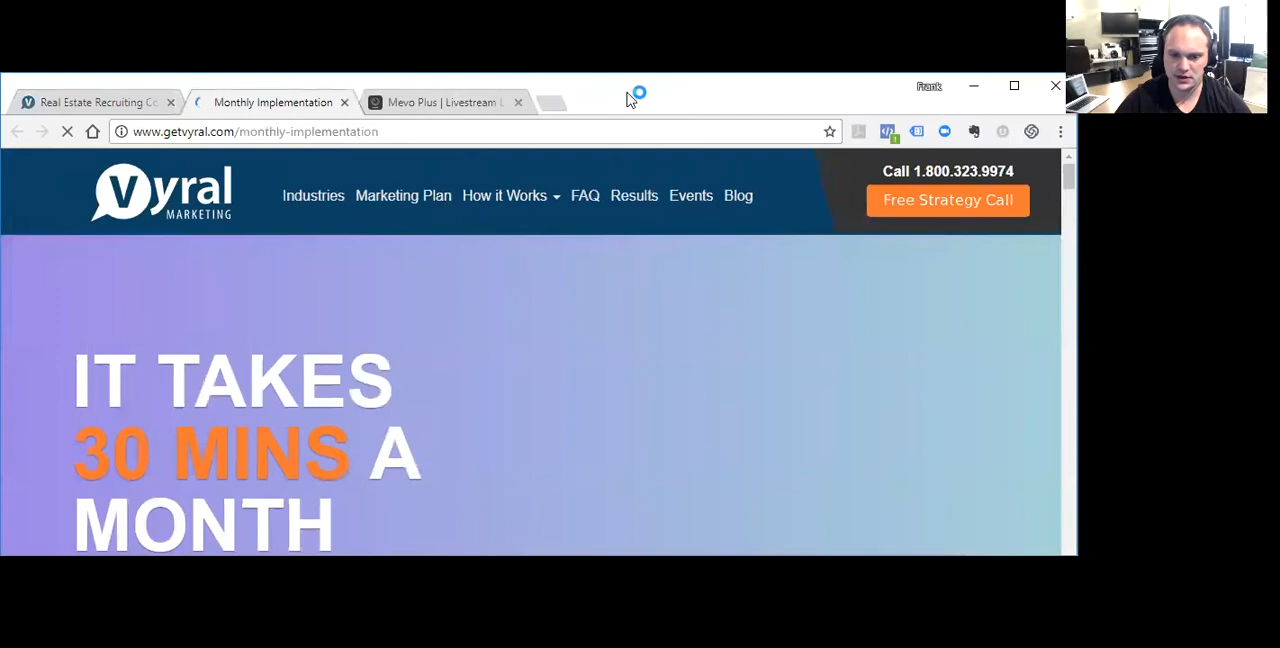 Frank
Real Estate Recruiting Co
Monthly Implementation
Mevo Plus | Livestream L
www.getvyral.com/monthly-implementation
Vyral
MARKETING
Industries Marketing Plan How it Works FAQ Results Events Blog
Call 1.800.323.9974
Free Strategy Call
IT TAKES
30 MINS A
MONTH